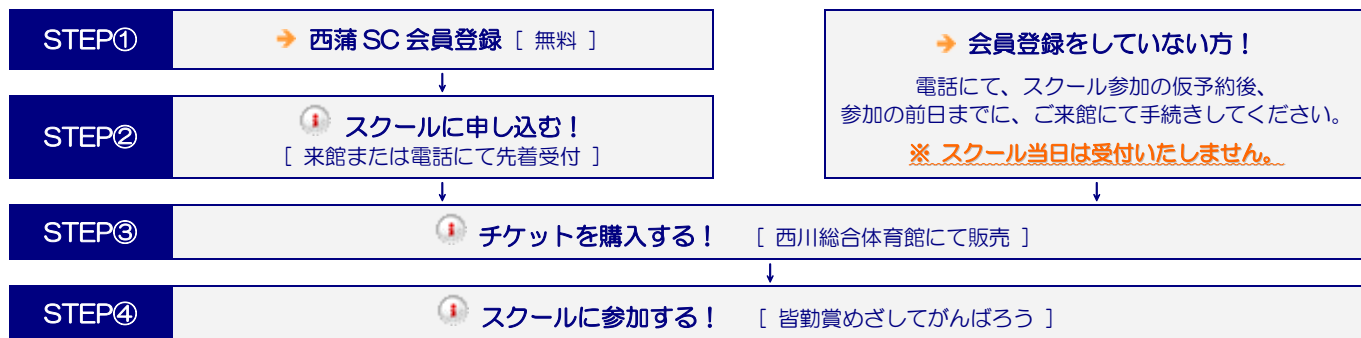 STEP① 西蒲SC会員登録 [ 無料 ]
STEP② スクールに申し込む！
[ 来館または電話にて先着受付 ]
会員登録をしていない方！
電話にて、スクール参加の仮予約後、
参加の前日までに、ご来館にて手続きしてください。
※ スクール当日は受付いたしません。
STEP③ チケットを購入する！ [ 西川総合体育館にて販売 ]
STEP④ スクールに参加する！ [ 皆勤賞めざしてがんばろう ]